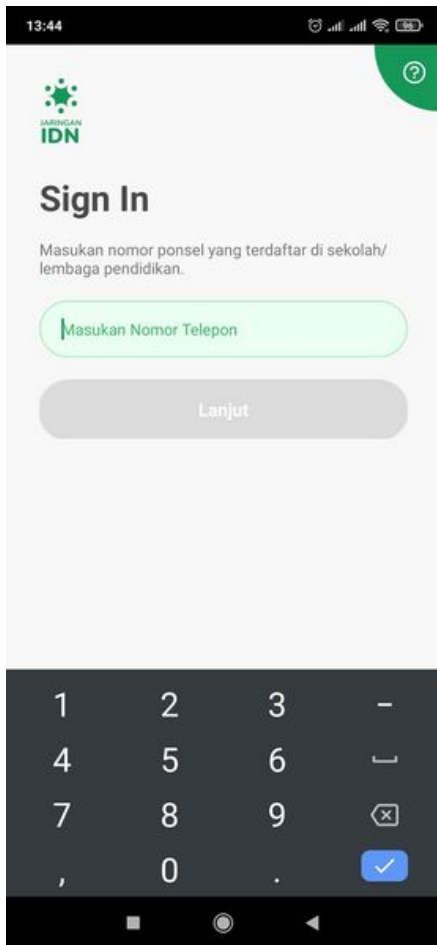 13:44
96
JARINGAN
IDN
Sign In
Masukan nomor ponsel yang terdaftar di sekolah/
lembaga pendidikan.
Masukan Nomor Telepon
Lanjut
1 2 3 -
4 5 6
7 8 9
, 0 .